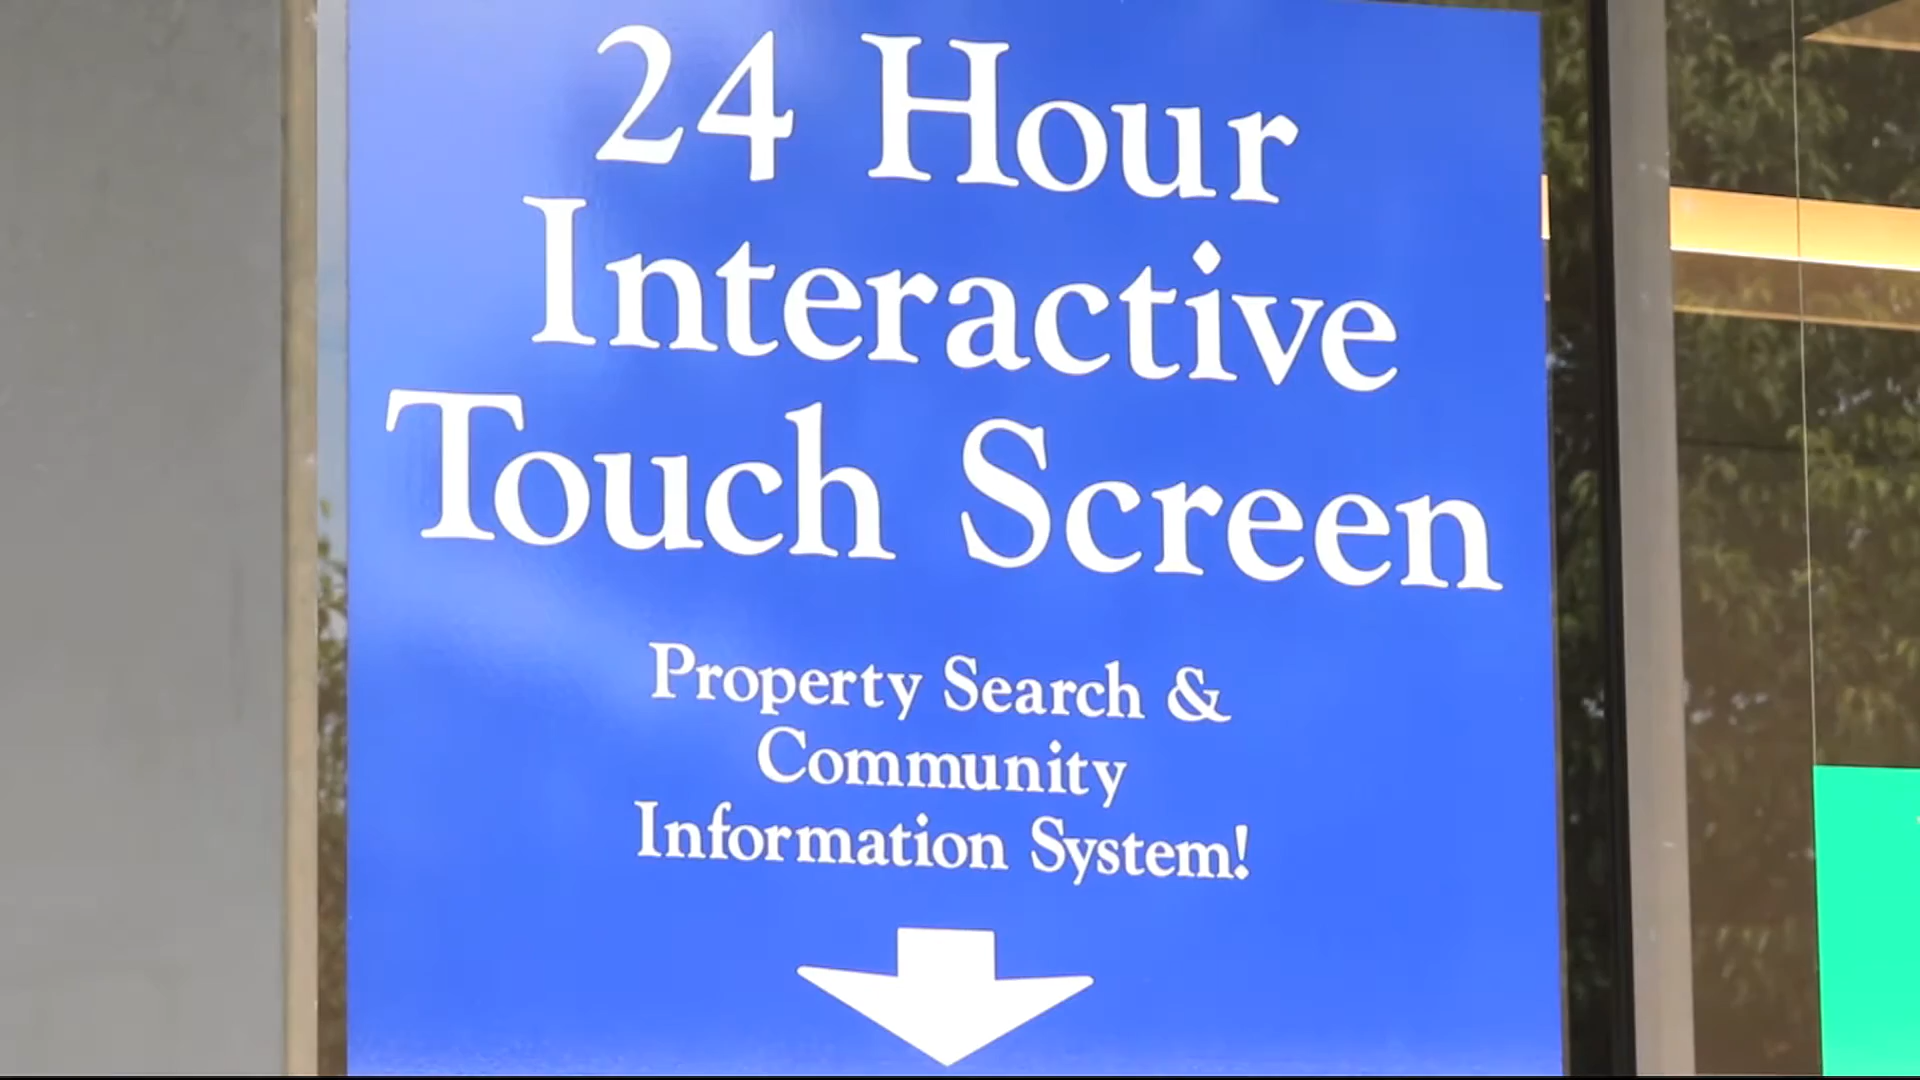 24 Hour
Interactive
Touch Screen
Property Search &
Community
Information System!